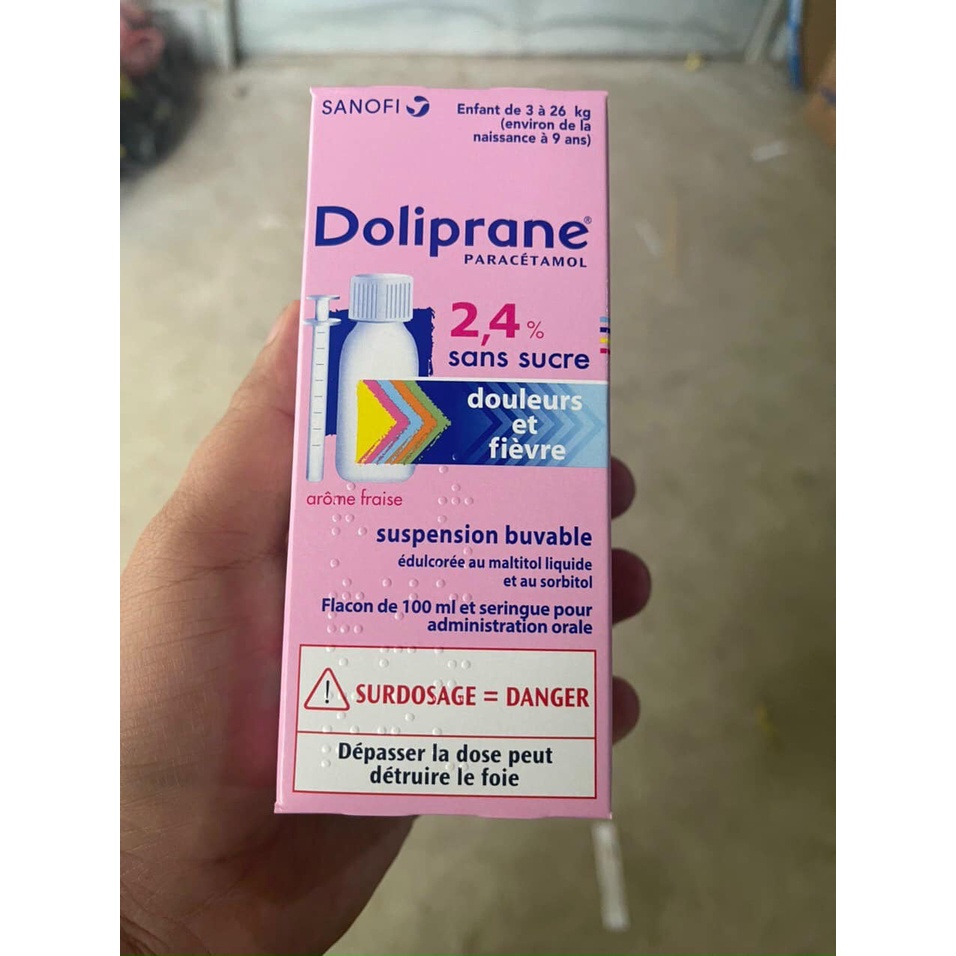 SANOFI
Enfant de 3 à 26 kg
(environ de la
naissance à 9 ans)
Doliprane®
PARACÉTAMOL
2,4 %
sans sucre
douleurs
et
fièvre
arôme fraise
suspension buvable
édulcorée au maltitol liquide
et au sorbitol
Flacon de 100 ml et seringue pour
administration orale
! SURDOSAGE = DANGER
Dépasser la dose peut
détruire le foie